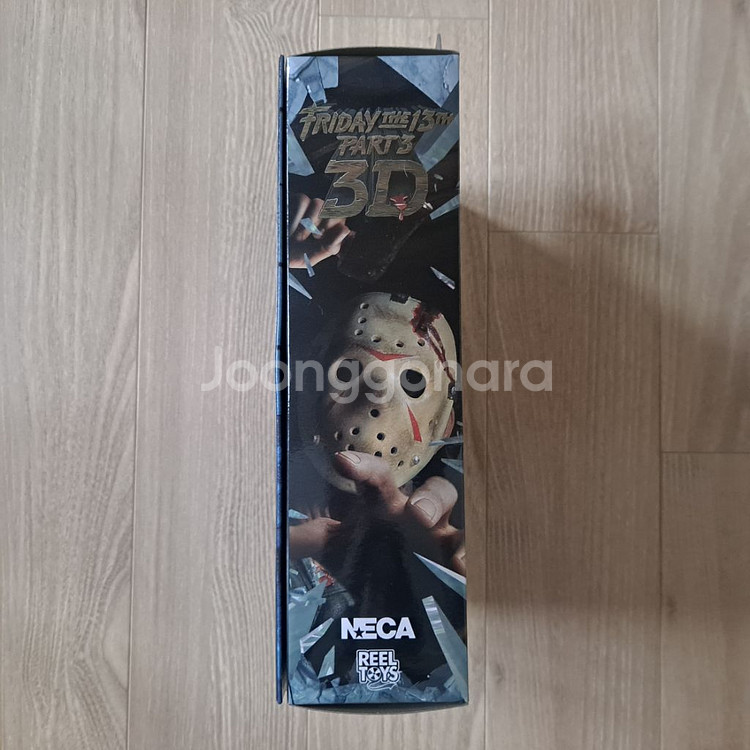 FRIDAY THE 13TH
PART 3
3D
Joonggonara
NECA
REEL
TOYS